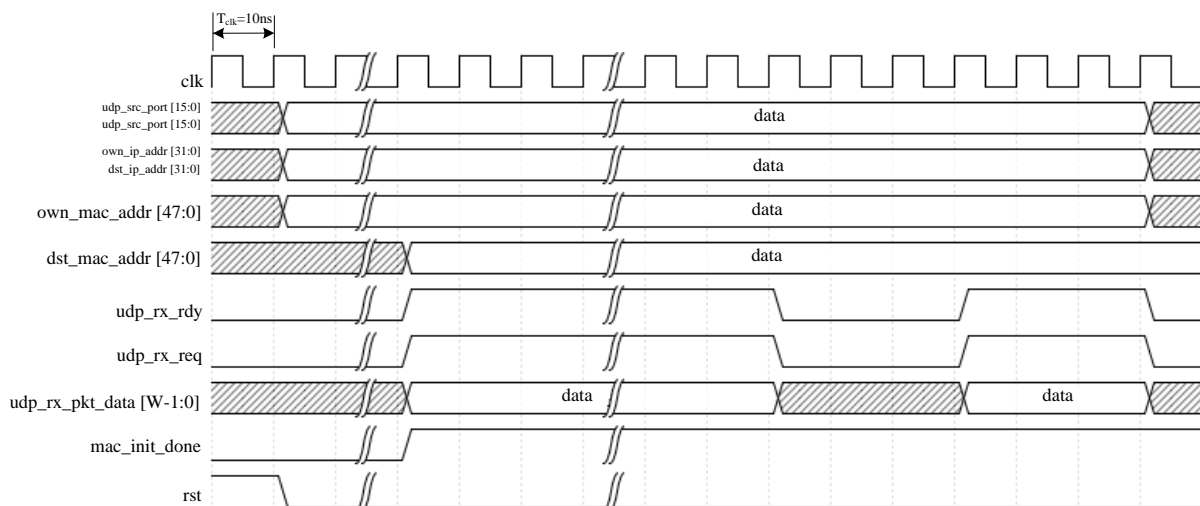 Tclk=10ns
clk
udp_src_port [15:0]
udp_src_port [15:0]
data
own_ip_addr [31:0]
dst_ip_addr [31:0]
data
own_mac_addr [47:0]
data
dst_mac_addr [47:0]
data
udp_rx_rdy
udp_rx_req
udp_rx_pkt_data [W-1:0]
data
data
mac_init_done
rst